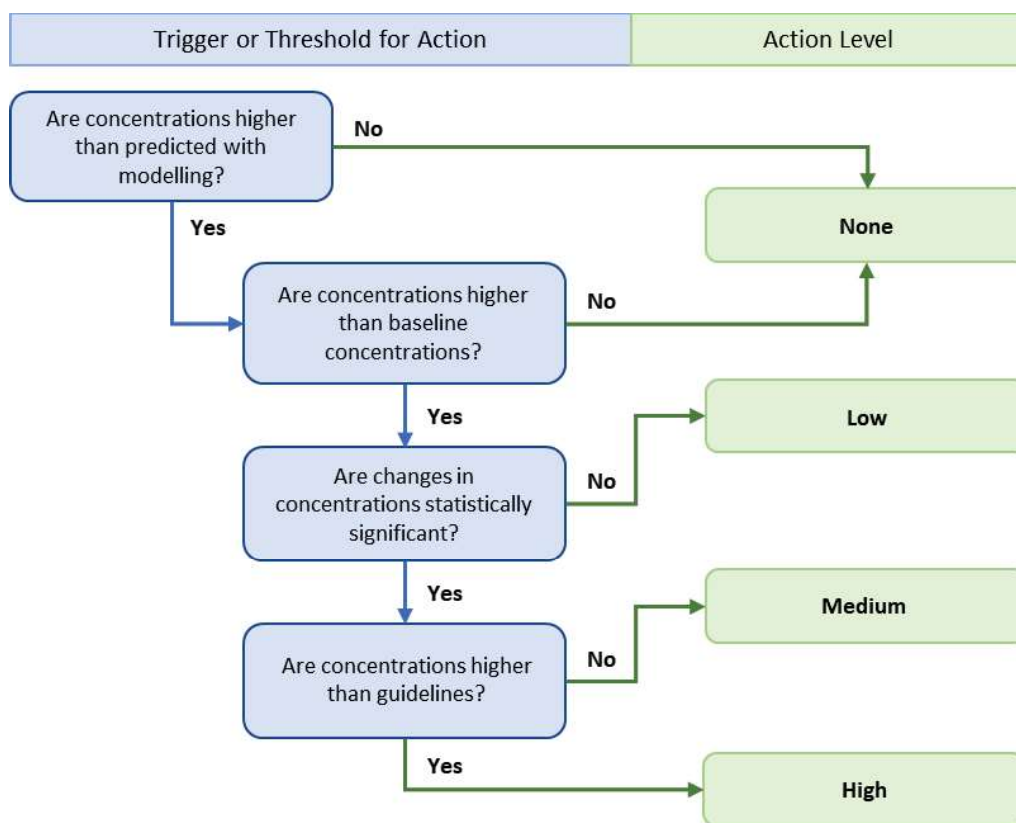 Trigger or Threshold for Action
Action Level
Are concentrations higher
than predicted with
modelling?
No
None
Yes
Are concentrations higher
than baseline
concentrations?
No
Yes
Low
Are changes in
concentrations statistically
significant?
No
Yes
Medium
Are concentrations higher
than guidelines?
No
Yes
High